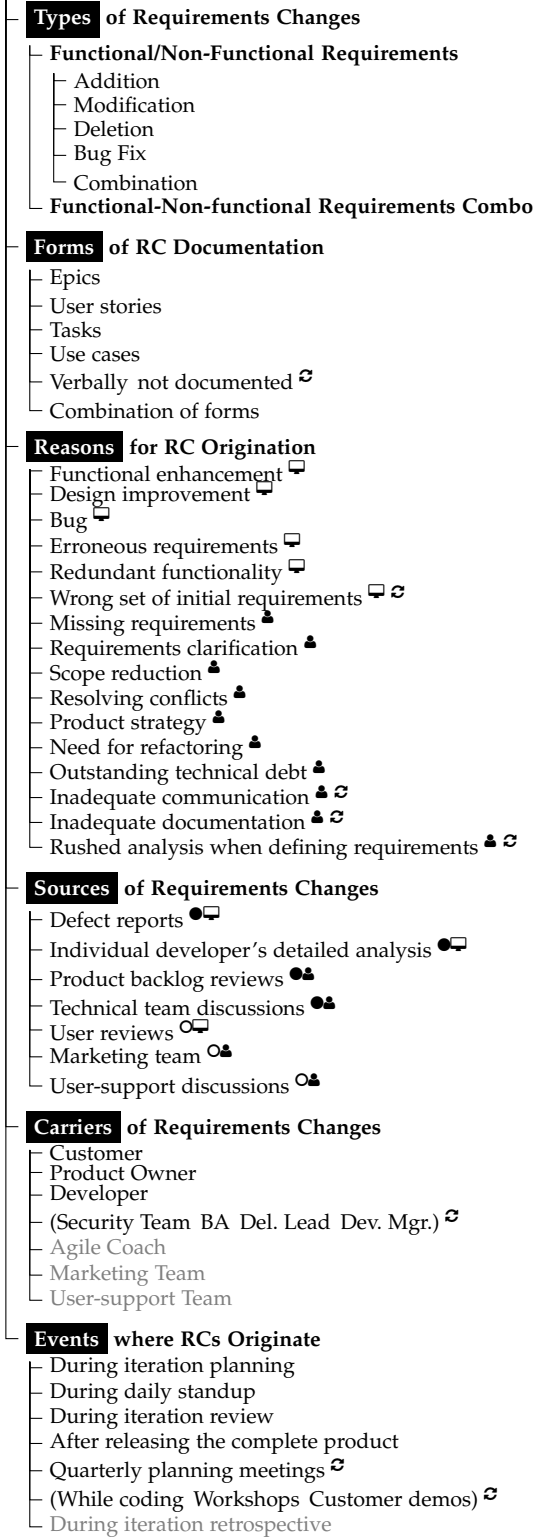 Types of Requirements Changes
Functional/Non-Functional Requirements
Addition
Modification
Deletion
Bug Fix
Combination
Functional-Non-functional Requirements Combo
Forms of RC Documentation
Epics
User stories
Tasks
Use cases
Verbally not documented
Combination of forms
Reasons for RC Origination
Functional enhancement
Design improvement
Bug
Erroneous requirements
Redundant functionality
Wrong set of initial requirements
Missing requirements
Requirements clarification
Scope reduction
Resolving conflicts
Product strategy
Need for refactoring
Outstanding technical debt
Inadequate communication
Inadequate documentation
Rushed analysis when defining requirements
Sources of Requirements Changes
Defect reports
Individual developer's detailed analysis
Product backlog reviews
Technical team discussions
User reviews
Marketing team
User-support discussions
Carriers of Requirements Changes
Customer
Product Owner
Developer
(Security Team BA Del. Lead Dev. Mgr.)
Agile Coach
Marketing Team
User-support Team
Events where RCs Originate
During iteration planning
During daily standup
During iteration review
After releasing the complete product
Quarterly planning meetings
(While coding Workshops Customer demos)
During iteration retrospective